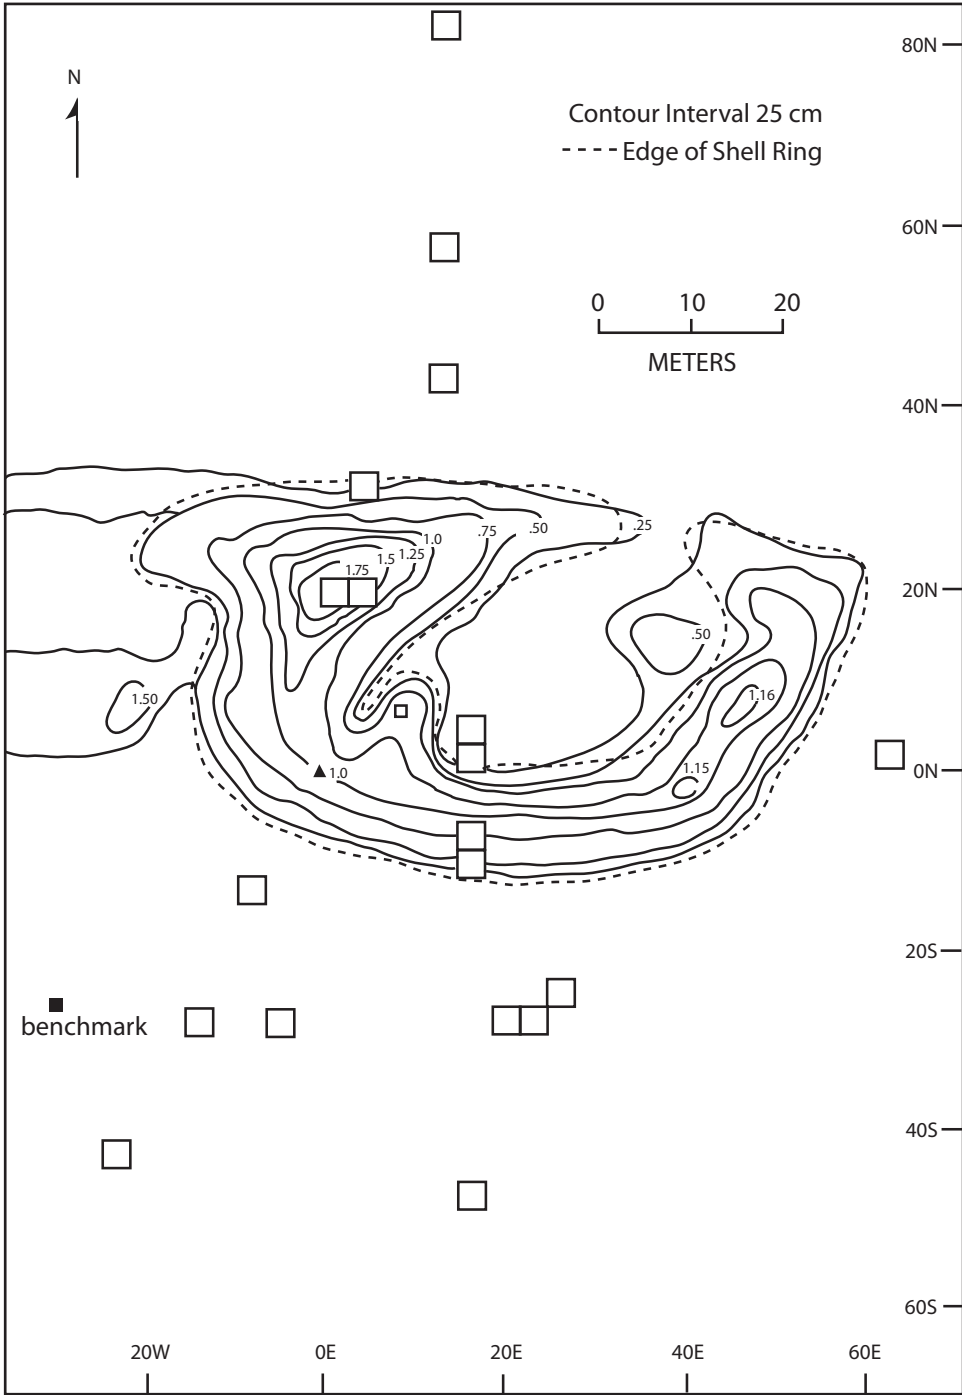 80N
N
Contour Interval 25 cm
Edge of Shell Ring
60N
0 10 20
METERS
40N
.25
.75
.50
1.0
1.25
1.5
1.75
20N
.50
1.50
1.16
1.15
1.0
0N
20S
benchmark
40S
60S
20W 0E 20E 40E 60E